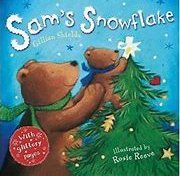 Sam's Snowflake
Gillian Shields
With
glittery
pages
Illustrated by
Rosie Reeve